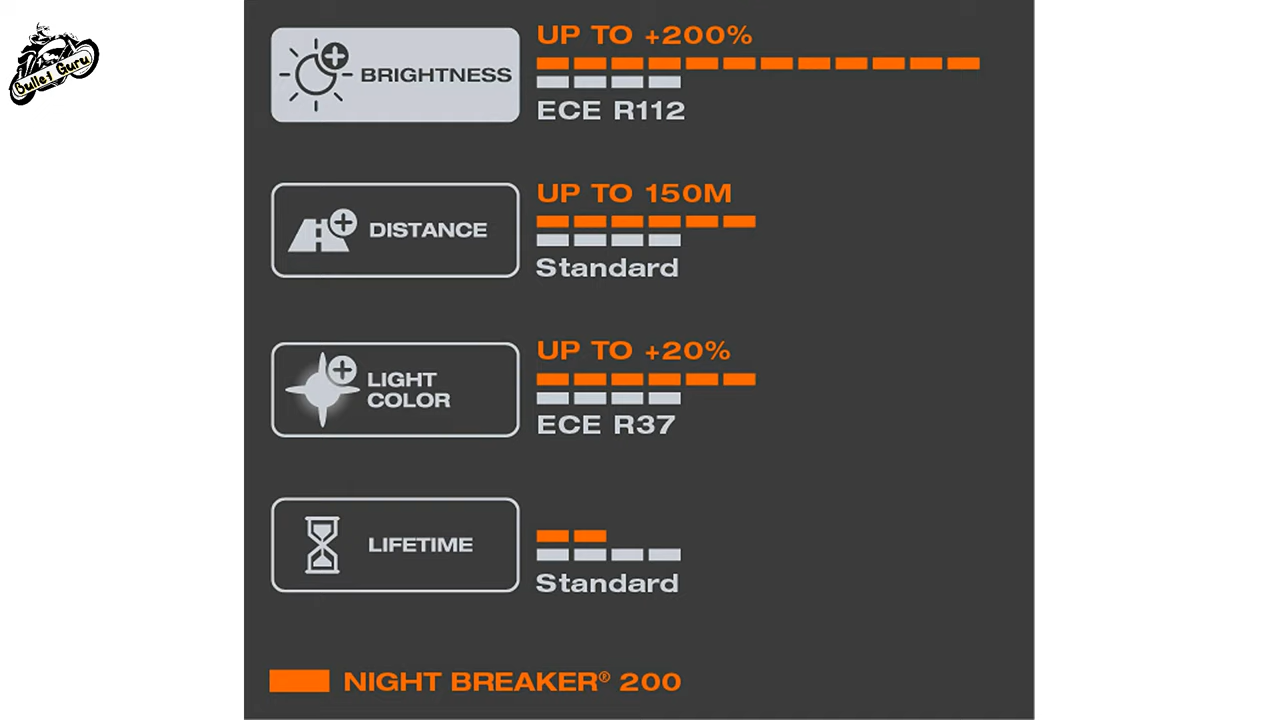 Bullet Guru
BRIGHTNESS
UP TO +200%
ECE R112
DISTANCE
UP TO 150M
Standard
LIGHT
COLOR
UP TO +20%
ECE R37
LIFETIME
Standard
NIGHT BREAKER® 200